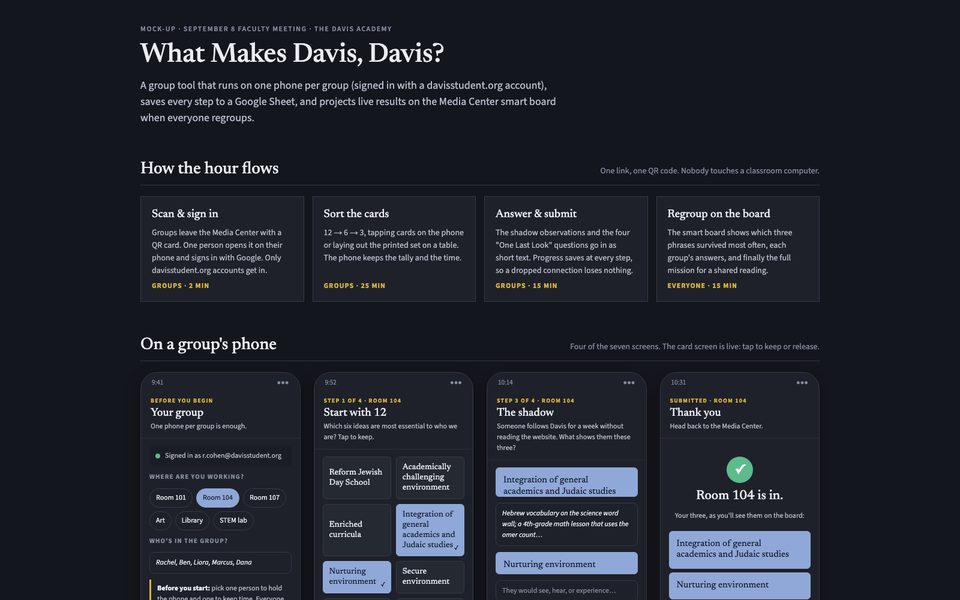 MOCK-UP · SEPTEMBER 8 FACULTY MEETING · THE DAVIS ACADEMY
What Makes Davis, Davis?
A group tool that runs on one phone per group (signed in with a davisstudent.org account),
saves every step to a Google Sheet, and projects live results on the Media Center smart board
when everyone regroups.
How the hour flows
One link, one QR code. Nobody touches a classroom computer.
Scan & sign in
Groups leave the Media Center with a
QR card. One person opens it on their
phone and signs in with Google. Only
davisstudent.org accounts get in.
GROUPS · 2 MIN
Sort the cards
12 → 6 → 3, tapping cards on the phone
or laying out the printed set on a table.
The phone keeps the tally and the time.
GROUPS · 25 MIN
Answer & submit
The shadow observations and the four
"One Last Look" questions go in as
short text. Progress saves at every step,
so a dropped connection loses nothing.
GROUPS · 15 MIN
Regroup on the board
The smart board shows which three
phrases survived most often, each
group's answers, and finally the full
mission for a shared reading.
EVERYONE · 15 MIN
On a group's phone
Four of the seven screens. The card screen is live: tap to keep or release.
9:41
BEFORE YOU BEGIN
Your group
One phone per group is enough.
Signed in as r.cohen@davisstudent.org
WHERE ARE YOU WORKING?
Room 101
Room 104
Room 107
Art
Library
STEM lab
WHO'S IN THE GROUP?
Rachel, Ben, Liora, Marcus, Dana
Before you start: pick one person to hold
the phone and one to keep time. Everyone
9:52
STEP 1 OF 4 · ROOM 104
Start with 12
Which six ideas are most essential to who we
are? Tap to keep.
Reform Jewish
Day School
Academically
challenging
environment
Enriched
curricula
Integration of
general
academics and
Judaic studies ✓
Nurturing
environment ✓
Secure
environment
10:14
STEP 3 OF 4 · ROOM 104
The shadow
Someone follows Davis for a week without
reading the website. What shows them these
three?
Integration of general
academics and Judaic studies
Hebrew vocabulary on the science word
wall; a 4th-grade math lesson that uses the
omer count…
Nurturing environment
They would see, hear, or experience…
10:31
SUBMITTED · ROOM 104
Thank you
Head back to the Media Center.
✓
Room 104 is in.
Your three, as you'll see them on the board:
Integration of general
academics and Judaic studies
Nurturing environment